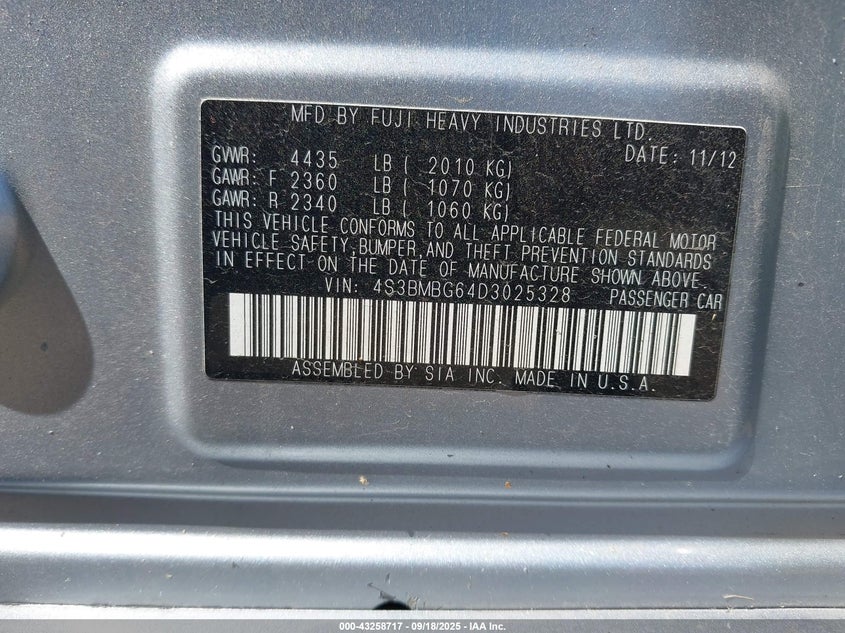 MFD BY FUJI HEAVY INDUSTRIES LTD.
DATE: 11/12
GVWR: 4435 LB ( 2010 KG)
GAWR: F 2360 LB ( 1070 KG)
GAWR: R 2340 LB ( 1060 KG)
THIS VEHICLE CONFORMS TO ALL APPLICABLE FEDERAL MOTOR
VEHICLE SAFETY,BUMPER,AND THEFT PREVENTION STANDARDS
IN EFFECT ON THE DATE OF MANUFACTURE SHOWN ABOVE.
VIN: 4S3BMBG64D3025328 PASSENGER CAR
ASSEMBLED BY SIA INC. MADE IN U.S.A.
000-43258717 - 09/18/2025 - IAA Inc.